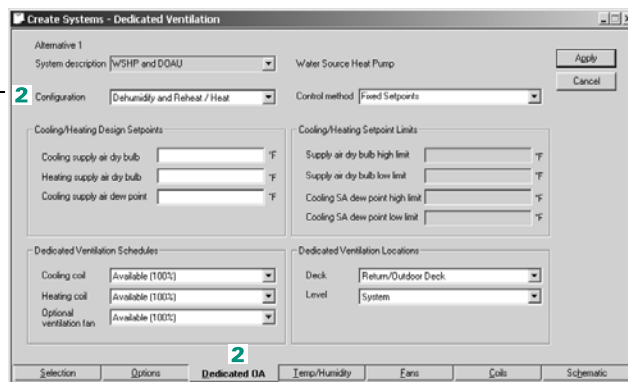 Create Systems - Dedicated Ventilation
Alternative 1
System description WSHP and DOAU
Water Source Heat Pump
Apply
Cancel
2 Configuration Dehumidify and Reheat / Heat
Control method Fixed Setpoints
Cooling/Heating Design Setpoints
Cooling supply air dry bulb °F
Heating supply air dry bulb °F
Cooling supply air dew point °F
Cooling/Heating Setpoint Limits
Supply air dry bulb high limit °F
Supply air dry bulb low limit °F
Cooling SA dew point high limit °F
Cooling SA dew point low limit °F
Dedicated Ventilation Schedules
Cooling coil Available (100%)
Heating coil Available (100%)
Optional
ventilation fan Available (100%)
Dedicated Ventilation Locations
Deck Return/Outdoor Deck
Level System
2
Selection Options Dedicated OA Temp/Humidity Fans Coils Schematic